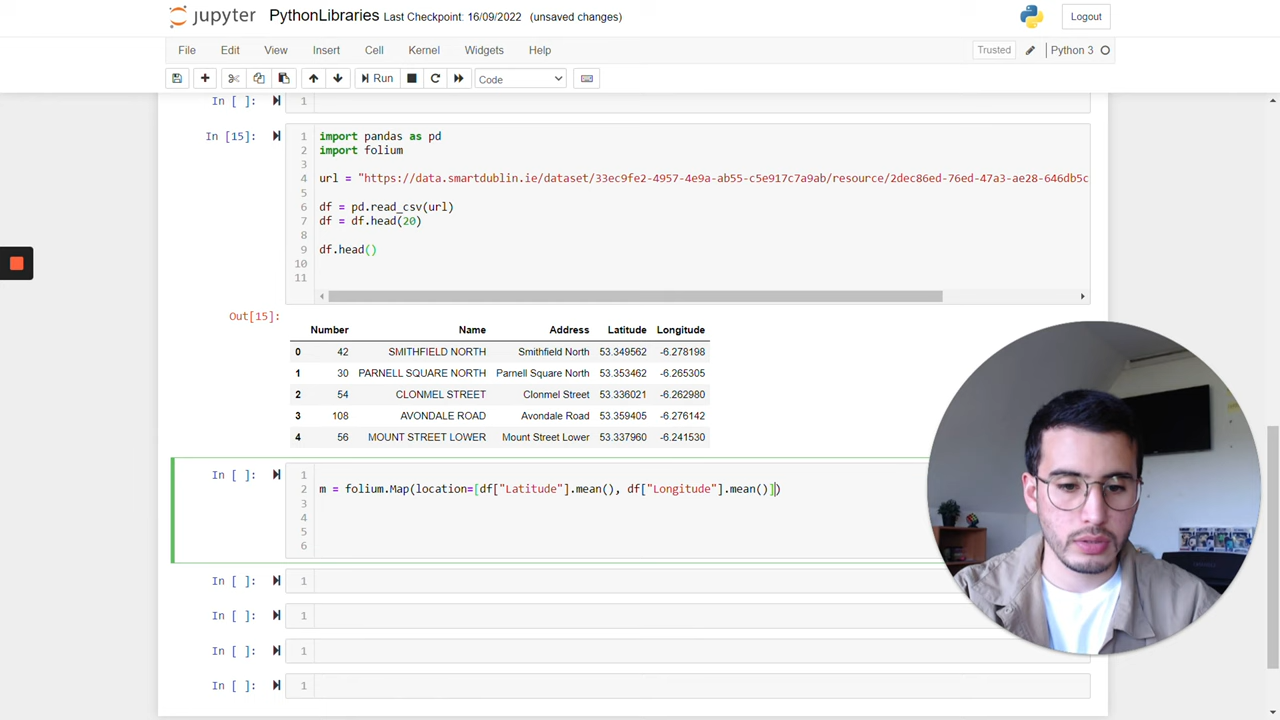 jupyter PythonLibraries Last Checkpoint: 16/09/2022 (unsaved changes) Logout
File Edit View Insert Cell Kernel Widgets Help Trusted Python 3
Run Code
In [ ]: 1
In [15]: 1 import pandas as pd
2 import folium
3
4 url = "https://data.smartdublin.ie/dataset/33ec9fe2-4957-4e9a-ab55-c5e917c7a9ab/resource/2dec86ed-76ed-47a3-ae28-646db5c
5
6 df = pd.read_csv(url)
7 df = df.head(20)
8
9 df.head()
10
11
Out[15]:
Number Name Address Latitude Longitude
0 42 SMITHFIELD NORTH Smithfield North 53.349562 -6.278198
1 30 PARNELL SQUARE NORTH Parnell Square North 53.353462 -6.265305
2 54 CLONMEL STREET Clonmel Street 53.336021 -6.262980
3 108 AVONDALE ROAD Avondale Road 53.359405 -6.276142
4 56 MOUNT STREET LOWER Mount Street Lower 53.337960 -6.241530
In [ ]: 1
2 m = folium.Map(location=[df["Latitude"].mean(), df["Longitude"].mean()])
3
4
5
6
In [ ]: 1
In [ ]: 1
In [ ]: 1
In [ ]: 1